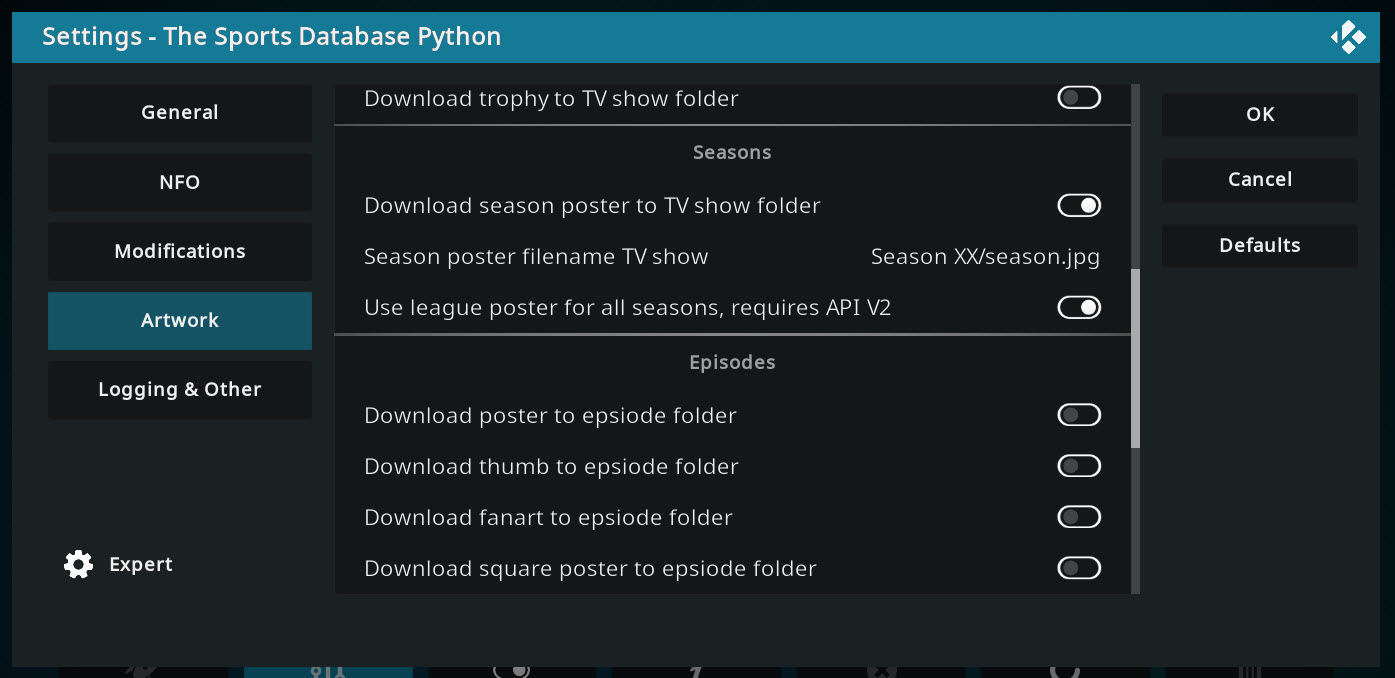 Settings - The Sports Database Python
General
NFO
Modifications
Artwork
Logging & Other
Expert
Download trophy to TV show folder
Seasons
Download season poster to TV show folder
Season poster filename TV show Season XX/season.jpg
Use league poster for all seasons, requires API V2
Episodes
Download poster to epsiode folder
Download thumb to epsiode folder
Download fanart to epsiode folder
Download square poster to epsiode folder
OK
Cancel
Defaults